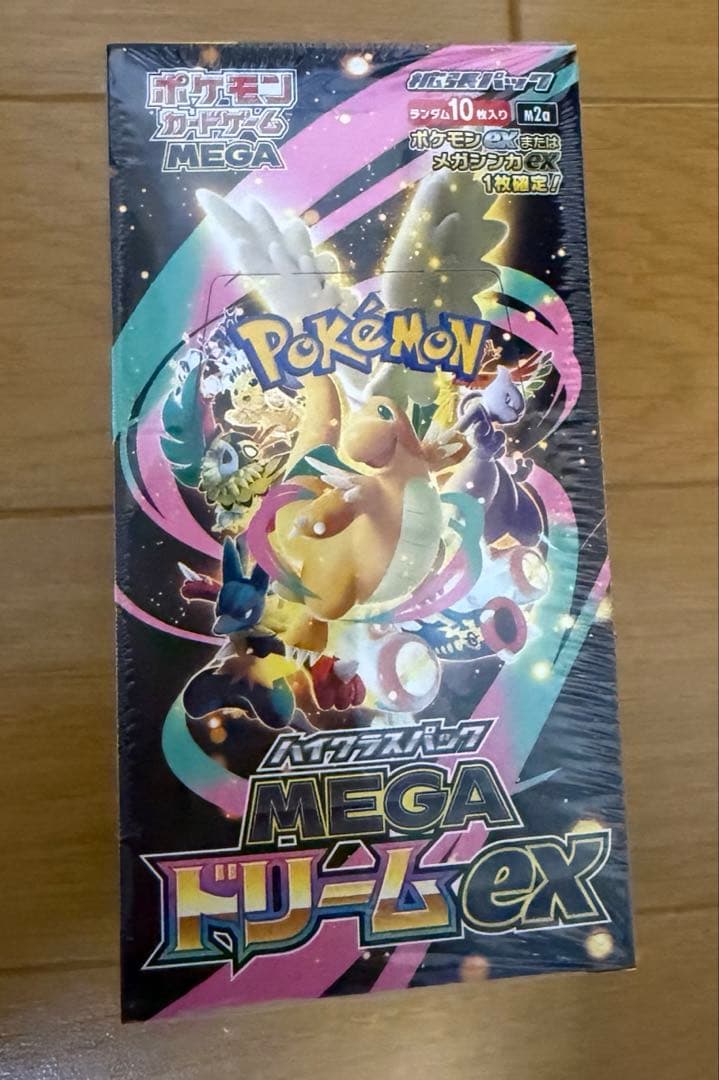 ポケモン
カードゲーム
MEGA
拡張パック
ランダム10枚入り
m2a
ポケモンexまたは
メガシンカex
1枚確定!
POKéMON
ハイクラスパック
MEGA
ドリームex